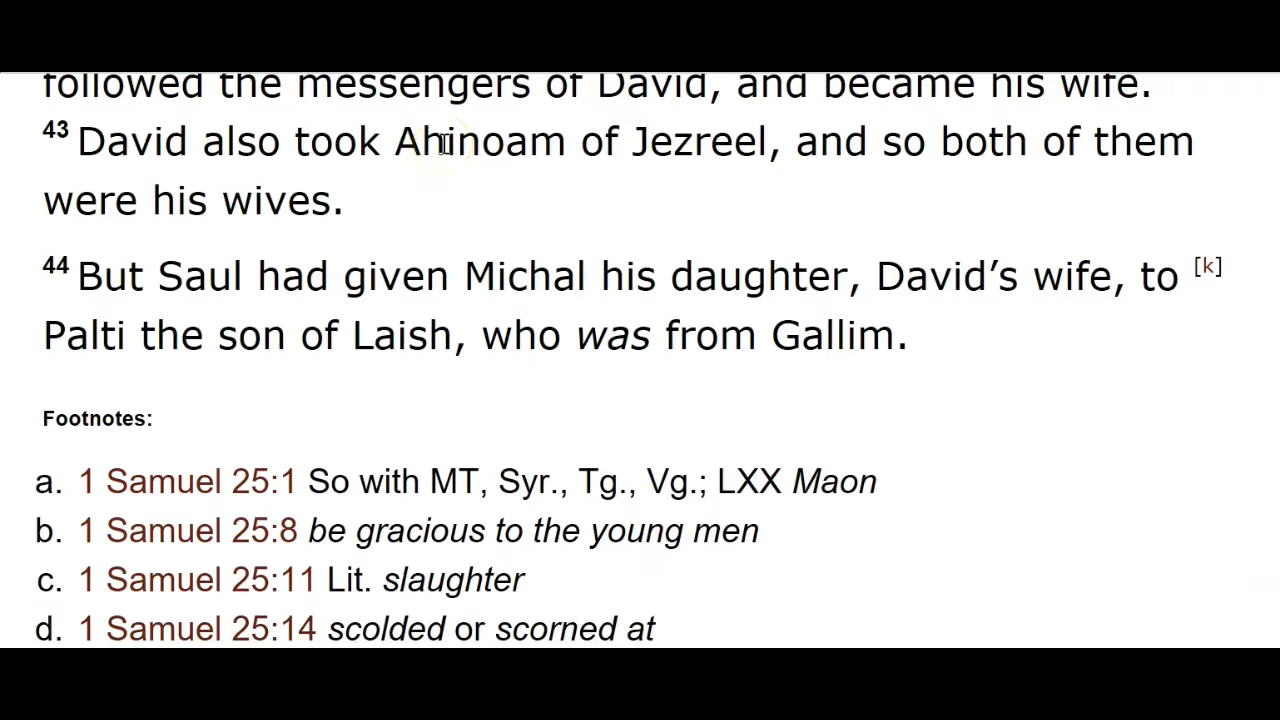 followed the messengers of David, and became his wife.
43 David also took Ahinoam of Jezreel, and so both of them
were his wives.
44 But Saul had given Michal his daughter, David’s wife, to [k]
Palti the son of Laish, who was from Gallim.
Footnotes:
a. 1 Samuel 25:1 So with MT, Syr., Tg., Vg.; LXX Maon
b. 1 Samuel 25:8 be gracious to the young men
c. 1 Samuel 25:11 Lit. slaughter
d. 1 Samuel 25:14 scolded or scorned at